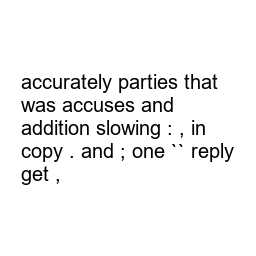 accurately parties that
was accuses and
addition slowing : , in
copy . and ; one `` reply
get ,